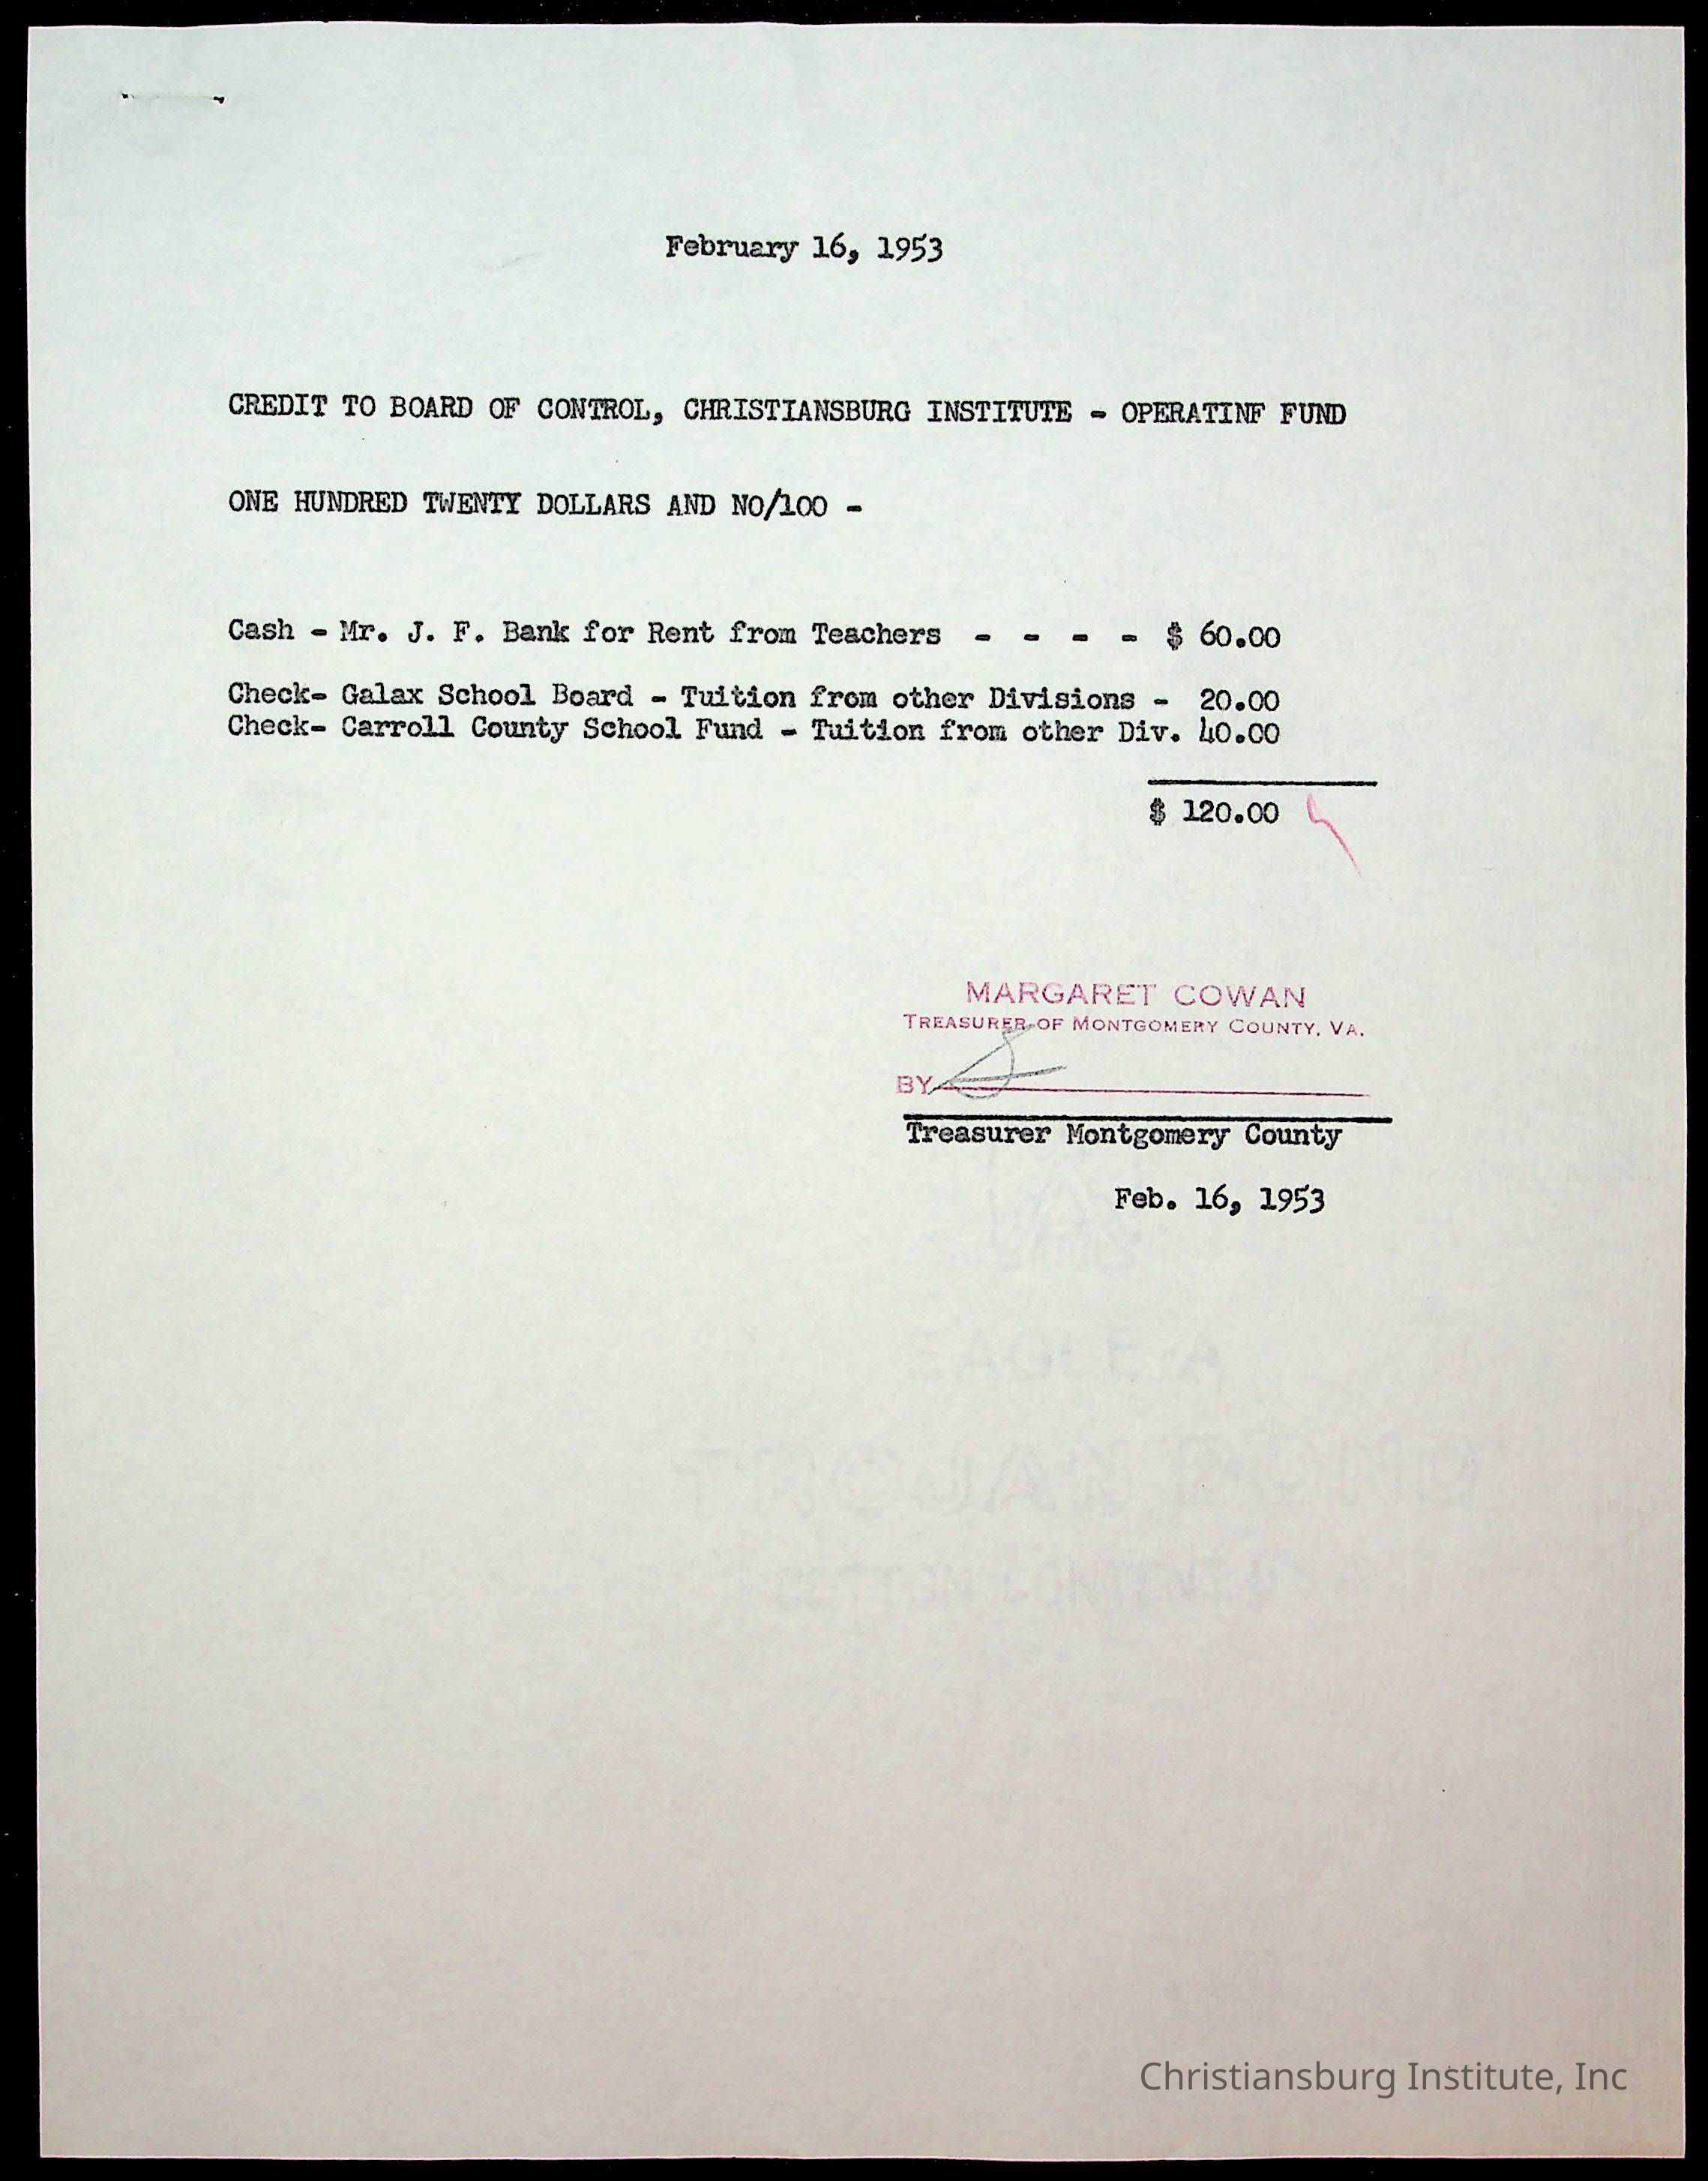 February 16, 1953
CREDIT TO BOARD OF CONTROL, CHRISTIANSBURG INSTITUTE - OPERATINF FUND
ONE HUNDRED TWENTY DOLLARS AND NO/100 -
Cash - Mr. J. F. Bank for Rent from Teachers - - - - $ 60.00
Check- Galax School Board - Tuition from other Divisions - 20.00
Check- Carroll County School Fund - Tuition from other Div. 40.00
$ 120.00
MARGARET COWAN
TREASURER OF MONTGOMERY COUNTY, VA.
BY
Treasurer Montgomery County
Feb. 16, 1953
Christiansburg Institute, Inc